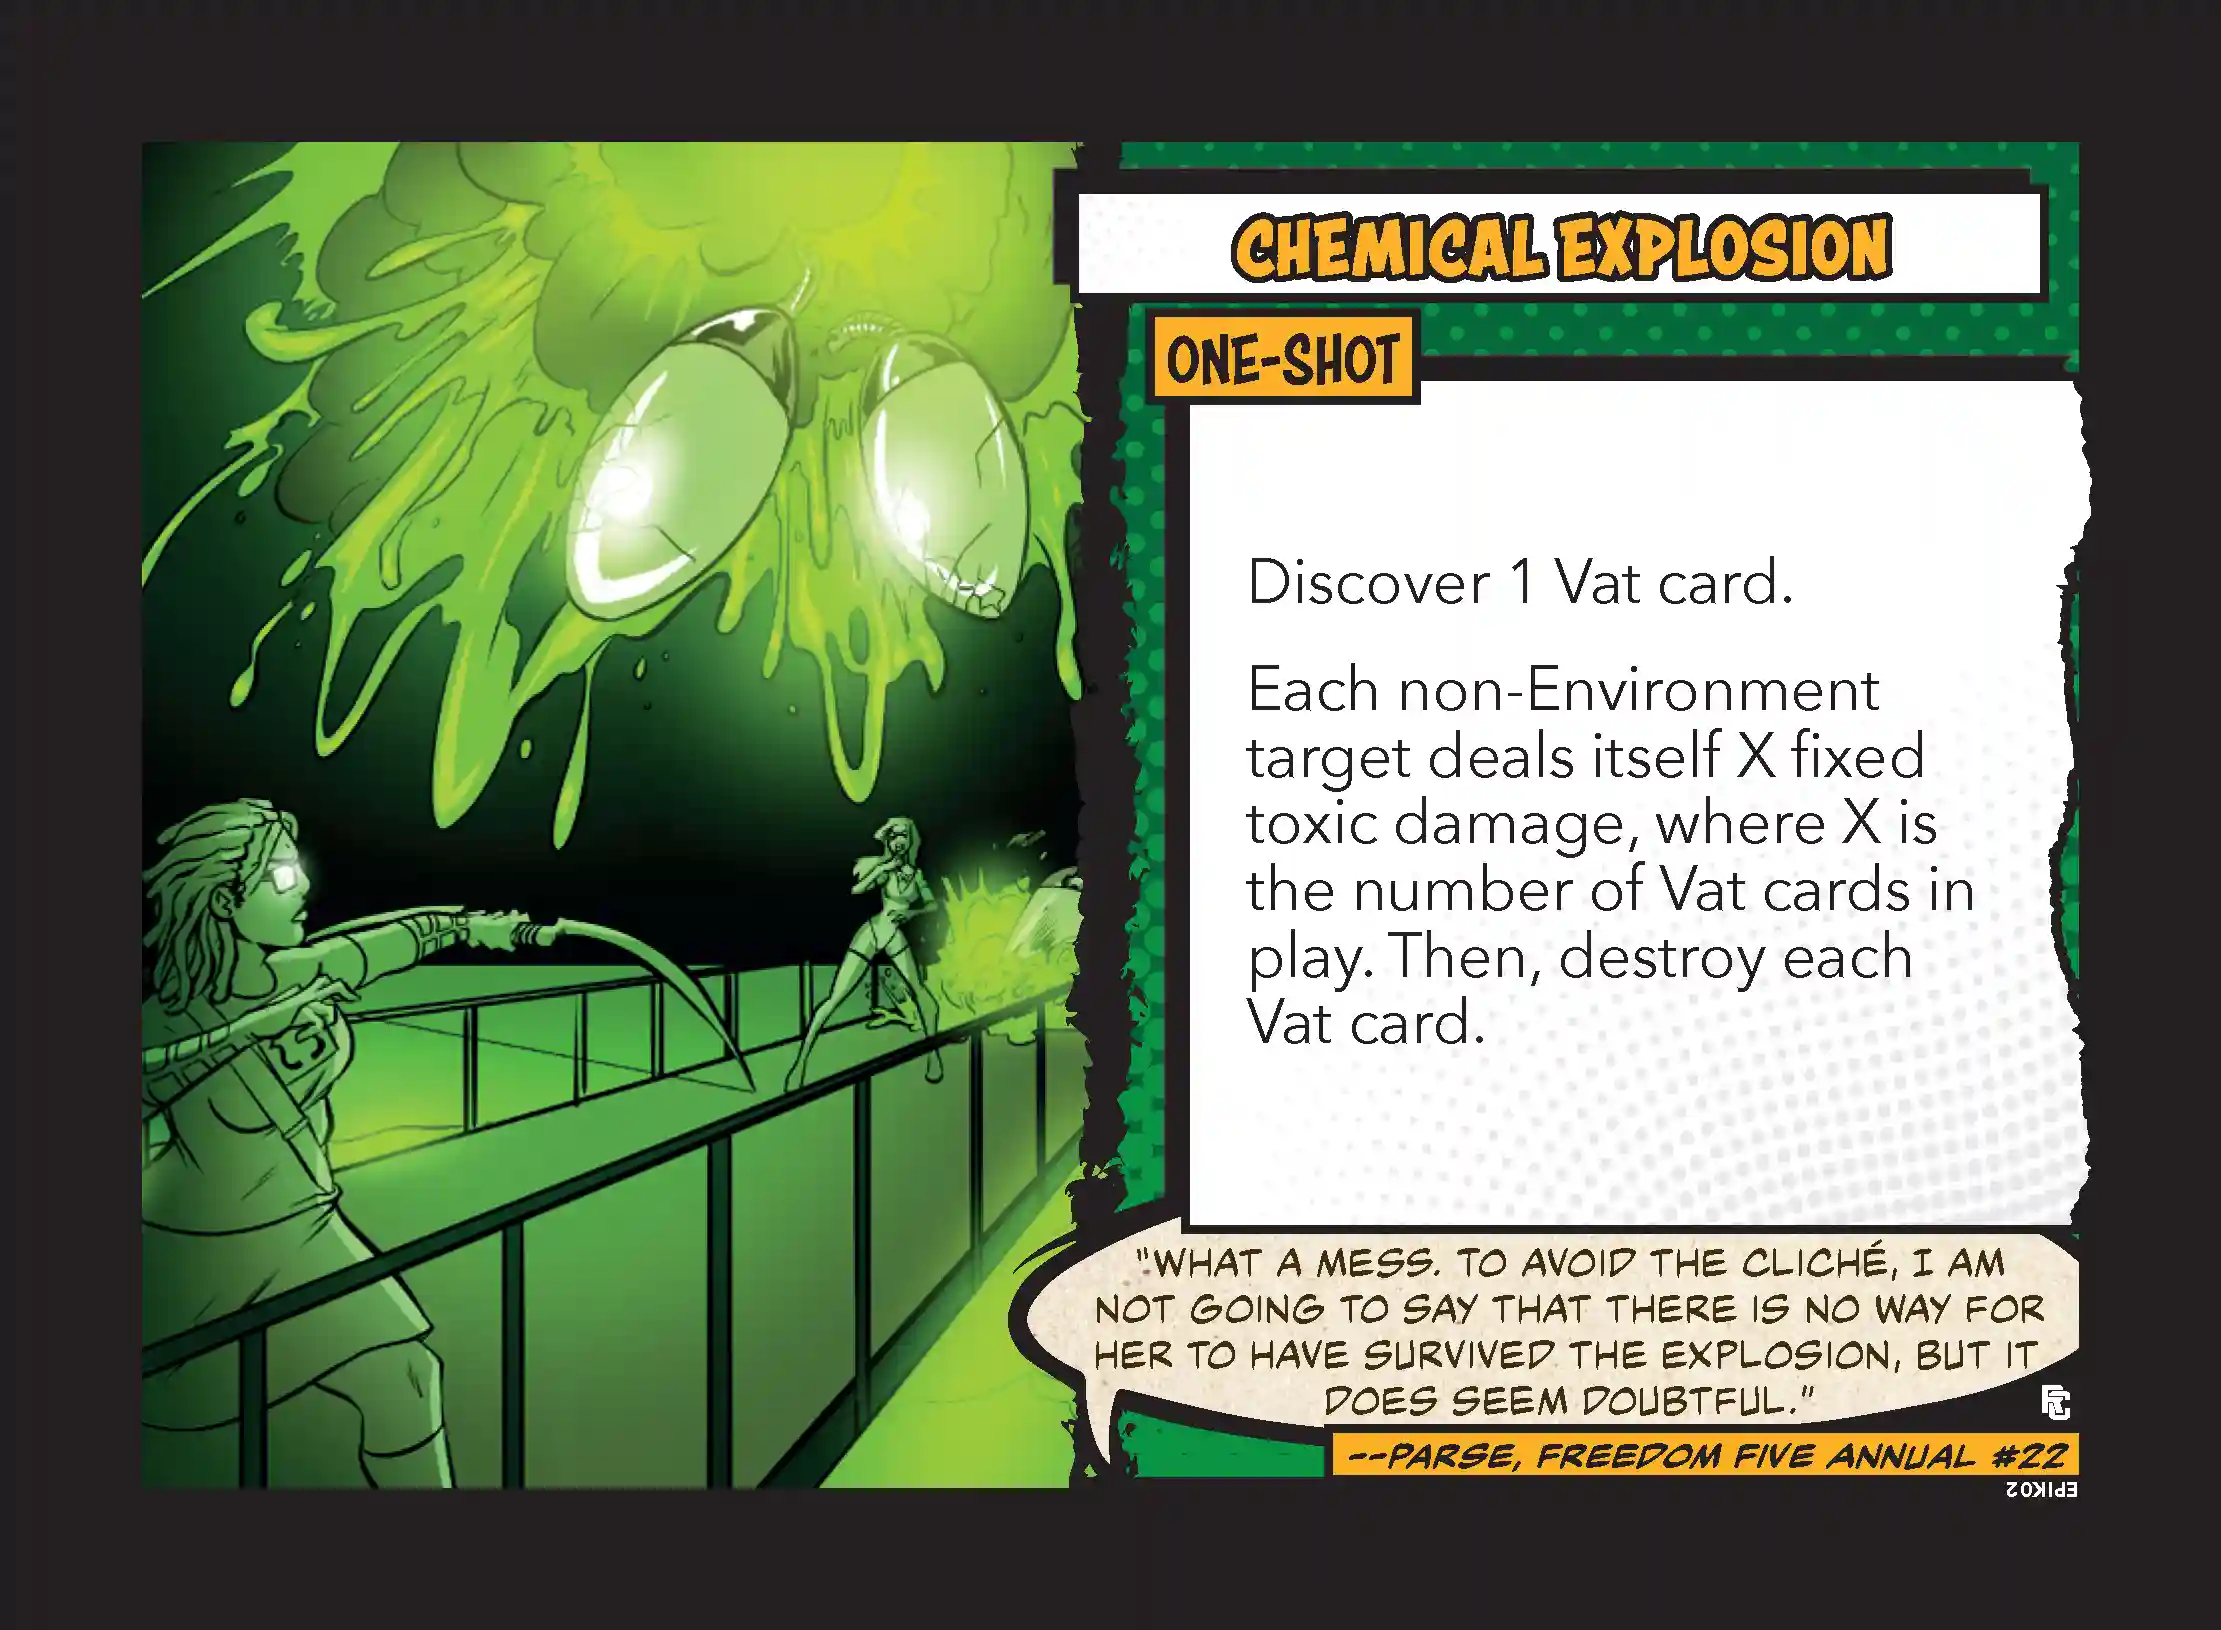 CHEMICAL EXPLOSION
ONE-SHOT
Discover 1 Vat card.
Each non-Environment
target deals itself X fixed
toxic damage, where X is
the number of Vat cards in
play. Then, destroy each
Vat card.
"WHAT A MESS. TO AVOID THE CLICHÉ, I AM
NOT GOING TO SAY THAT THERE IS NO WAY FOR
HER TO HAVE SURVIVED THE EXPLOSION, BUT IT
DOES SEEM DOUBTFUL."
--PARSE, FREEDOM FIVE ANNUAL #22
EPIK02